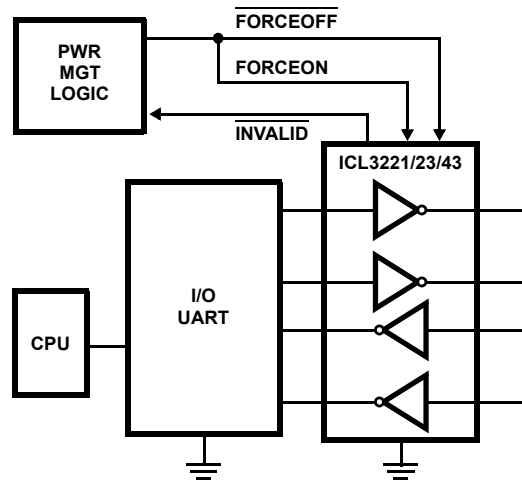 FORCEOFF
PWR
MGT
LOGIC
FORCEON
INVALID
ICL3221/23/43
I/O
UART
CPU